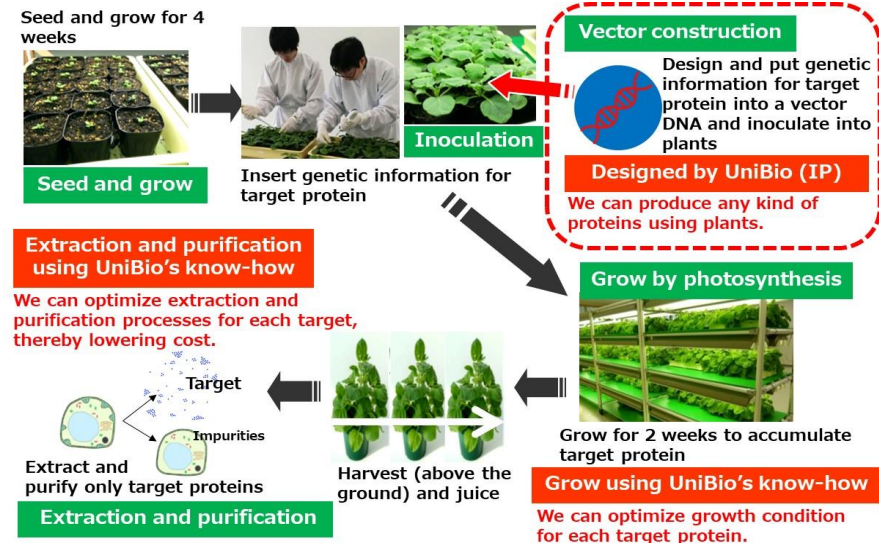 Seed and grow for 4
weeks
Seed and grow
Insert genetic information for
target protein
Inoculation
Vector construction
Design and put genetic
information for target
protein into a vector
DNA and inoculate into
plants
Designed by UniBio (IP)
We can produce any kind of
proteins using plants.
Grow by photosynthesis
Grow for 2 weeks to accumulate
target protein
Grow using UniBio's know-how
We can optimize growth condition
for each target protein.
Harvest (above the
ground) and juice
Extraction and purification
using UniBio's know-how
We can optimize extraction and
purification processes for each target,
thereby lowering cost.
Target
Impurities
Extract and
purify only target proteins
Extraction and purification